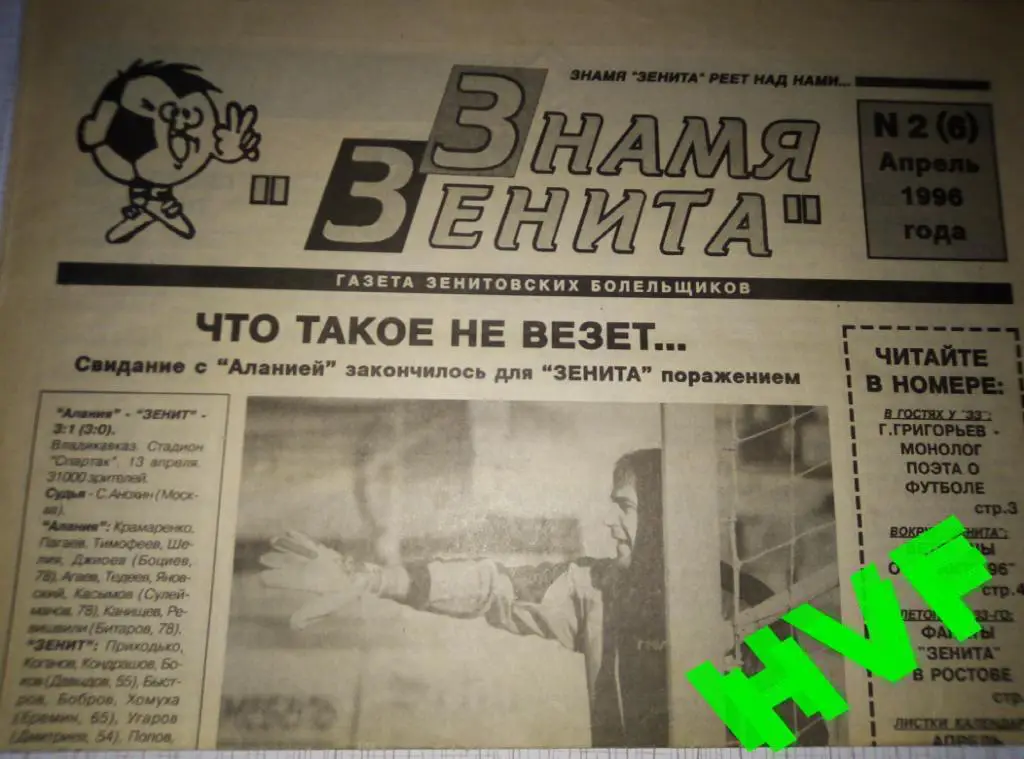 ЗНАМЯ "ЗЕНИТА" РЕЕТ НАД НАМИ...
"ЗНАМЯ
ЗЕНИТА"
N 2 (6)
Апрель
1996
года
ГАЗЕТА ЗЕНИТОВСКИХ БОЛЕЛЬЩИКОВ
ЧТО ТАКОЕ НЕ ВЕЗЕТ...
Свидание с "Аланией" закончилось для "ЗЕНИТА" поражением
"Алания" - "ЗЕНИТ" -
3:1 (3:0).
Владикавказ. Стадион
"Спартак". 13 апреля.
31000 зрителей.
Судья - С.Анохин (Моск-
ва).
"Алания": Крамаренко,
Пагаев, Тимофеев, Ше-
лия, Джиоев (Боциев,
78), Агаев, Тедеев, Янов-
ский, Касымов (Сулей-
манов, 78), Канищев, Ре-
вишвили (Битаров, 78).
"ЗЕНИТ": Приходько,
Коганов, Кондрашов, Бо-
ков (Давыдов, 55), Быст-
ров, Бобров, Хомуха
(Еремин, 65), Угаров
(Дмитриев, 54), Попов,
ЧИТАЙТЕ
В НОМЕРЕ:
В ГОСТЯХ У "ЗЗ":
Г.ГРИГОРЬЕВ -
МОНОЛОГ
ПОЭТА О
ФУТБОЛЕ
стр.3
96"
стр.4
"ЗЕНИТА"
В РОСТОВЕ
стр.
ЛИСТКИ КАЛЕНДАР
АПРЕЛЬ
HVF